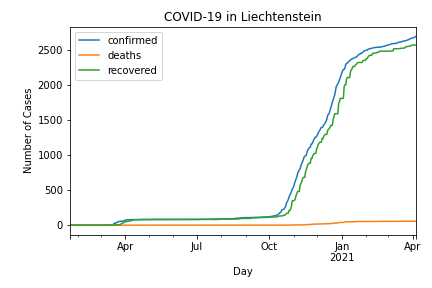 COVID-19 in Liechtenstein
confirmed
deaths
recovered
Number of Cases
2500
2000
1500
1000
500
0
Apr Jul Oct Jan Apr
2021
Day